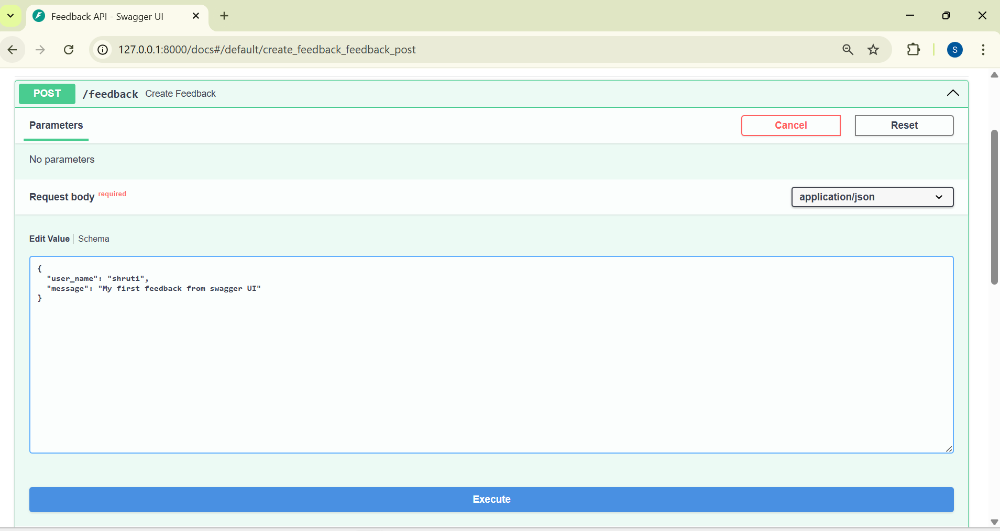 Feedback API - Swagger UI
127.0.0.1:8000/docs#/default/create_feedback_feedback_post
S
POST /feedback Create Feedback
Parameters
Cancel
Reset
No parameters
Request body required
application/json
Edit Value
Schema
{
"user_name": "shruti",
"message": "My first feedback from swagger UI"
}
Execute